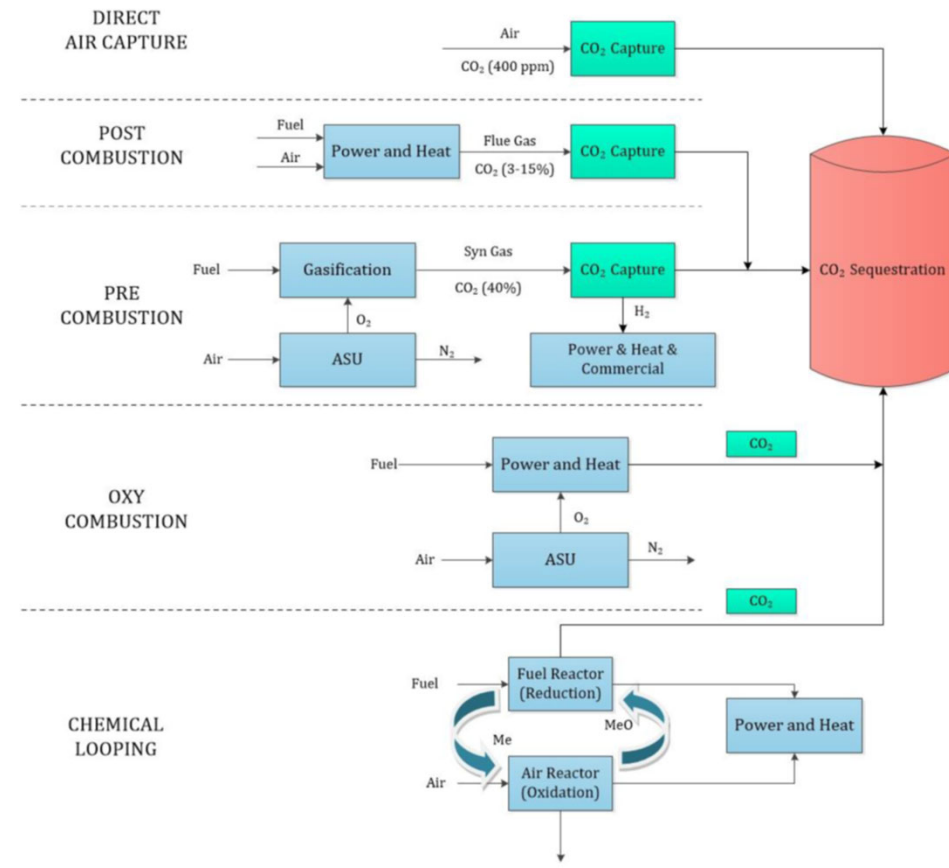 DIRECT
AIR CAPTURE
Air
CO₂ (400 ppm)
CO₂ Capture
POST
COMBUSTION
Fuel
Air
Power and Heat
Flue Gas
CO₂ (3-15%)
CO₂ Capture
PRE
COMBUSTION
Fuel
Gasification
Syn Gas
CO₂ (40%)
CO₂ Capture
CO₂ Sequestration
O₂
H₂
Air
ASU
N₂
Power & Heat &
Commercial
OXY
COMBUSTION
Fuel
Power and Heat
CO₂
O₂
Air
ASU
N₂
CO₂
CHEMICAL
LOOPING
Fuel
Fuel Reactor
(Reduction)
Me
MeO
Power and Heat
Air
Air Reactor
(Oxidation)